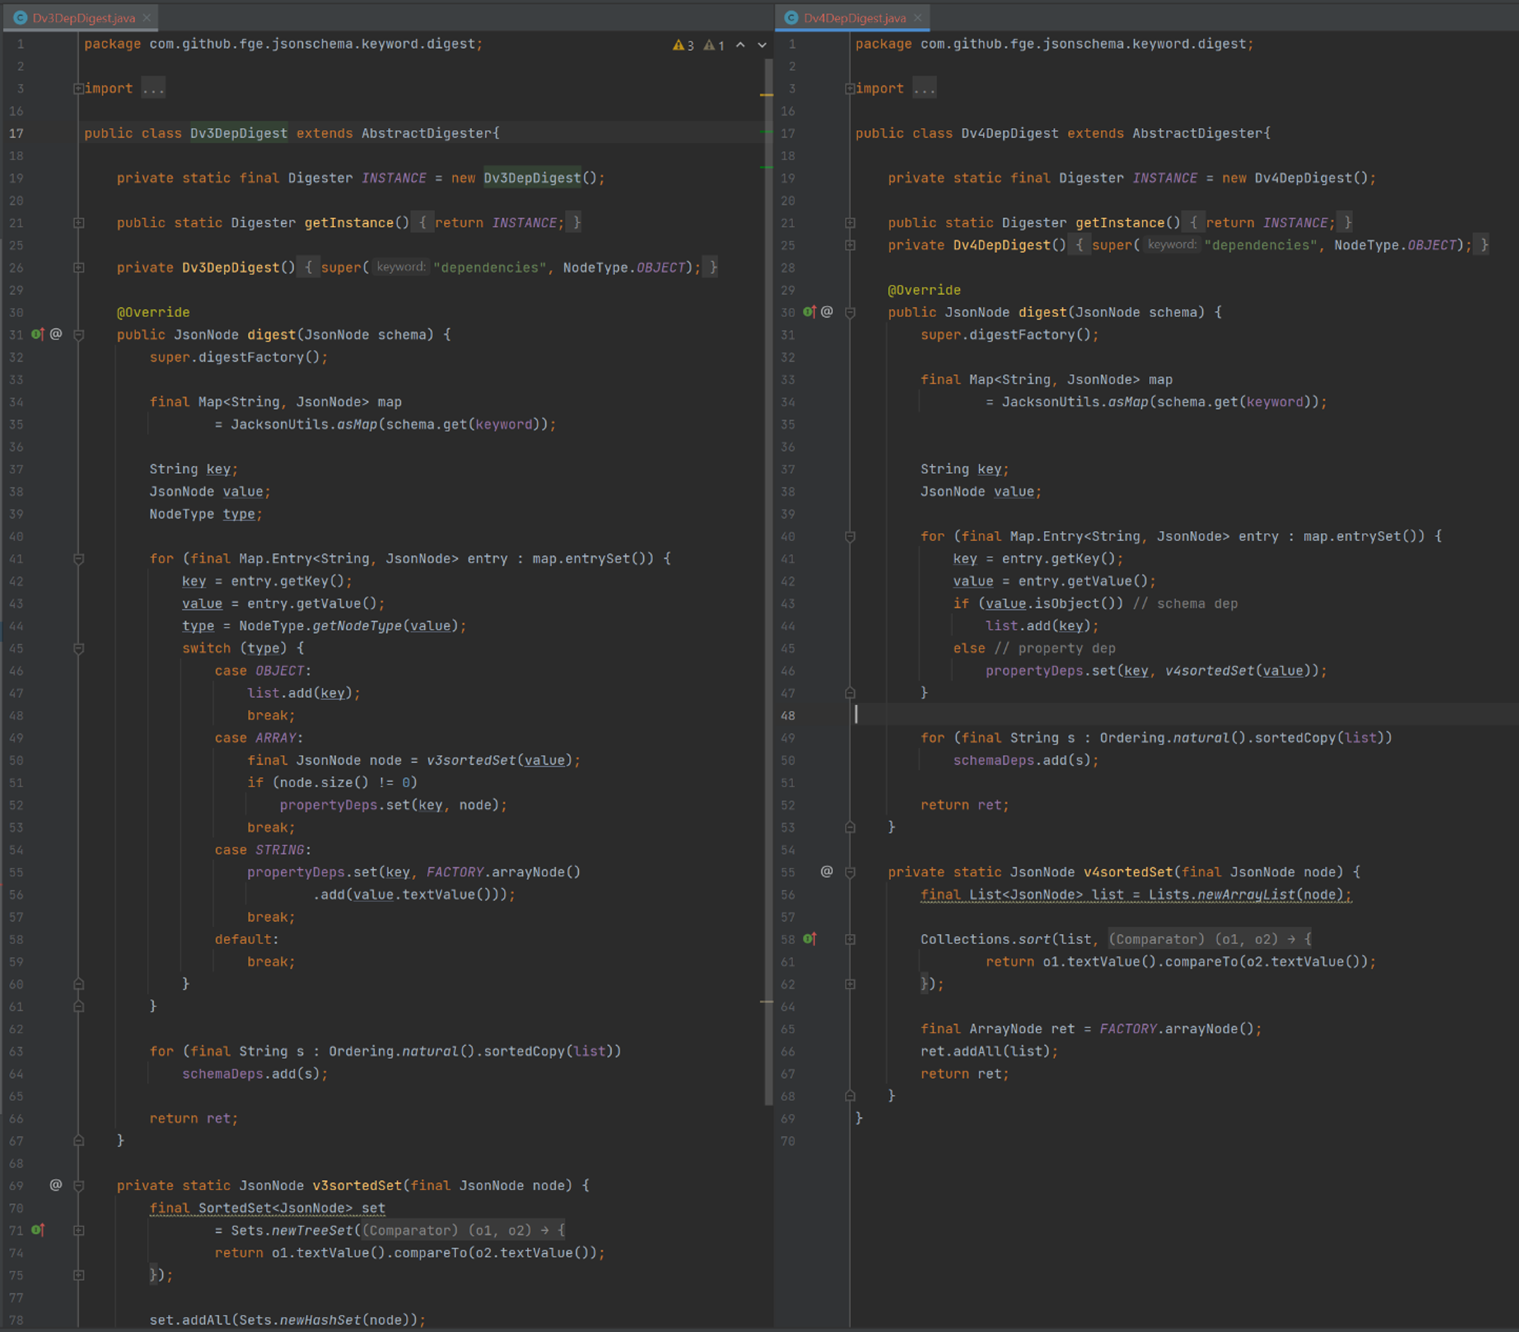 Dv3DepDigest.java
3 1
1 package com.github.fge.jsonschema.keyword.digest;
2
3 import ...
16
17 public class Dv3DepDigest extends AbstractDigester{
18
19 private static final Digester INSTANCE = new Dv3DepDigest();
20
21 public static Digester getInstance() { return INSTANCE; }
25
26 private Dv3DepDigest() { super( keyword: "dependencies", NodeType.OBJECT); }
29
30 @Override
31 @ public JsonNode digest(JsonNode schema) {
32 super.digestFactory();
33
34 final Map<String, JsonNode> map
35 = JacksonUtils.asMap(schema.get(keyword));
36
37 String key;
38 JsonNode value;
39 NodeType type;
40
41 for (final Map.Entry<String, JsonNode> entry : map.entrySet()) {
42 key = entry.getKey();
43 value = entry.getValue();
44 type = NodeType.getNodeType(value);
45 switch (type) {
46 case OBJECT:
47 list.add(key);
48 break;
49 case ARRAY:
50 final JsonNode node = v3sortedSet(value);
51 if (node.size() != 0)
52 propertyDeps.set(key, node);
53 break;
54 case STRING:
55 propertyDeps.set(key, FACTORY.arrayNode()
56 .add(value.textValue()));
57 break;
58 default:
59 break;
60 }
61 }
62
63 for (final String s : Ordering.natural().sortedCopy(list))
64 schemaDeps.add(s);
65
66 return ret;
67 }
68
69 @ private static JsonNode v3sortedSet(final JsonNode node) {
70 final SortedSet<JsonNode> set
71 = Sets.newTreeSet((Comparator) (o1, o2) → {
74 return o1.textValue().compareTo(o2.textValue());
75 });
77
78 set.addAll(Sets.newHashSet(node));
Dv4DepDigest.java
1 package com.github.fge.jsonschema.keyword.digest;
2
3 import ...
16
17 public class Dv4DepDigest extends AbstractDigester{
18
19 private static final Digester INSTANCE = new Dv4DepDigest();
20
21 public static Digester getInstance() { return INSTANCE; }
25 private Dv4DepDigest() { super( keyword: "dependencies", NodeType.OBJECT); }
28
29 @Override
30 @ public JsonNode digest(JsonNode schema) {
31 super.digestFactory();
32
33 final Map<String, JsonNode> map
34 = JacksonUtils.asMap(schema.get(keyword));
35
36
37 String key;
38 JsonNode value;
39
40 for (final Map.Entry<String, JsonNode> entry : map.entrySet()) {
41 key = entry.getKey();
42 value = entry.getValue();
43 if (value.isObject()) // schema dep
44 list.add(key);
45 else // property dep
46 propertyDeps.set(key, v4sortedSet(value));
47 }
48
49 for (final String s : Ordering.natural().sortedCopy(list))
50 schemaDeps.add(s);
51
52 return ret;
53 }
54
55 @ private static JsonNode v4sortedSet(final JsonNode node) {
56 final List<JsonNode> list = Lists.newArrayList(node);
57
58 Collections.sort(list, (Comparator) (o1, o2) → {
61 return o1.textValue().compareTo(o2.textValue());
62 });
64
65 final ArrayNode ret = FACTORY.arrayNode();
66 ret.addAll(list);
67 return ret;
68 }
69 }
70